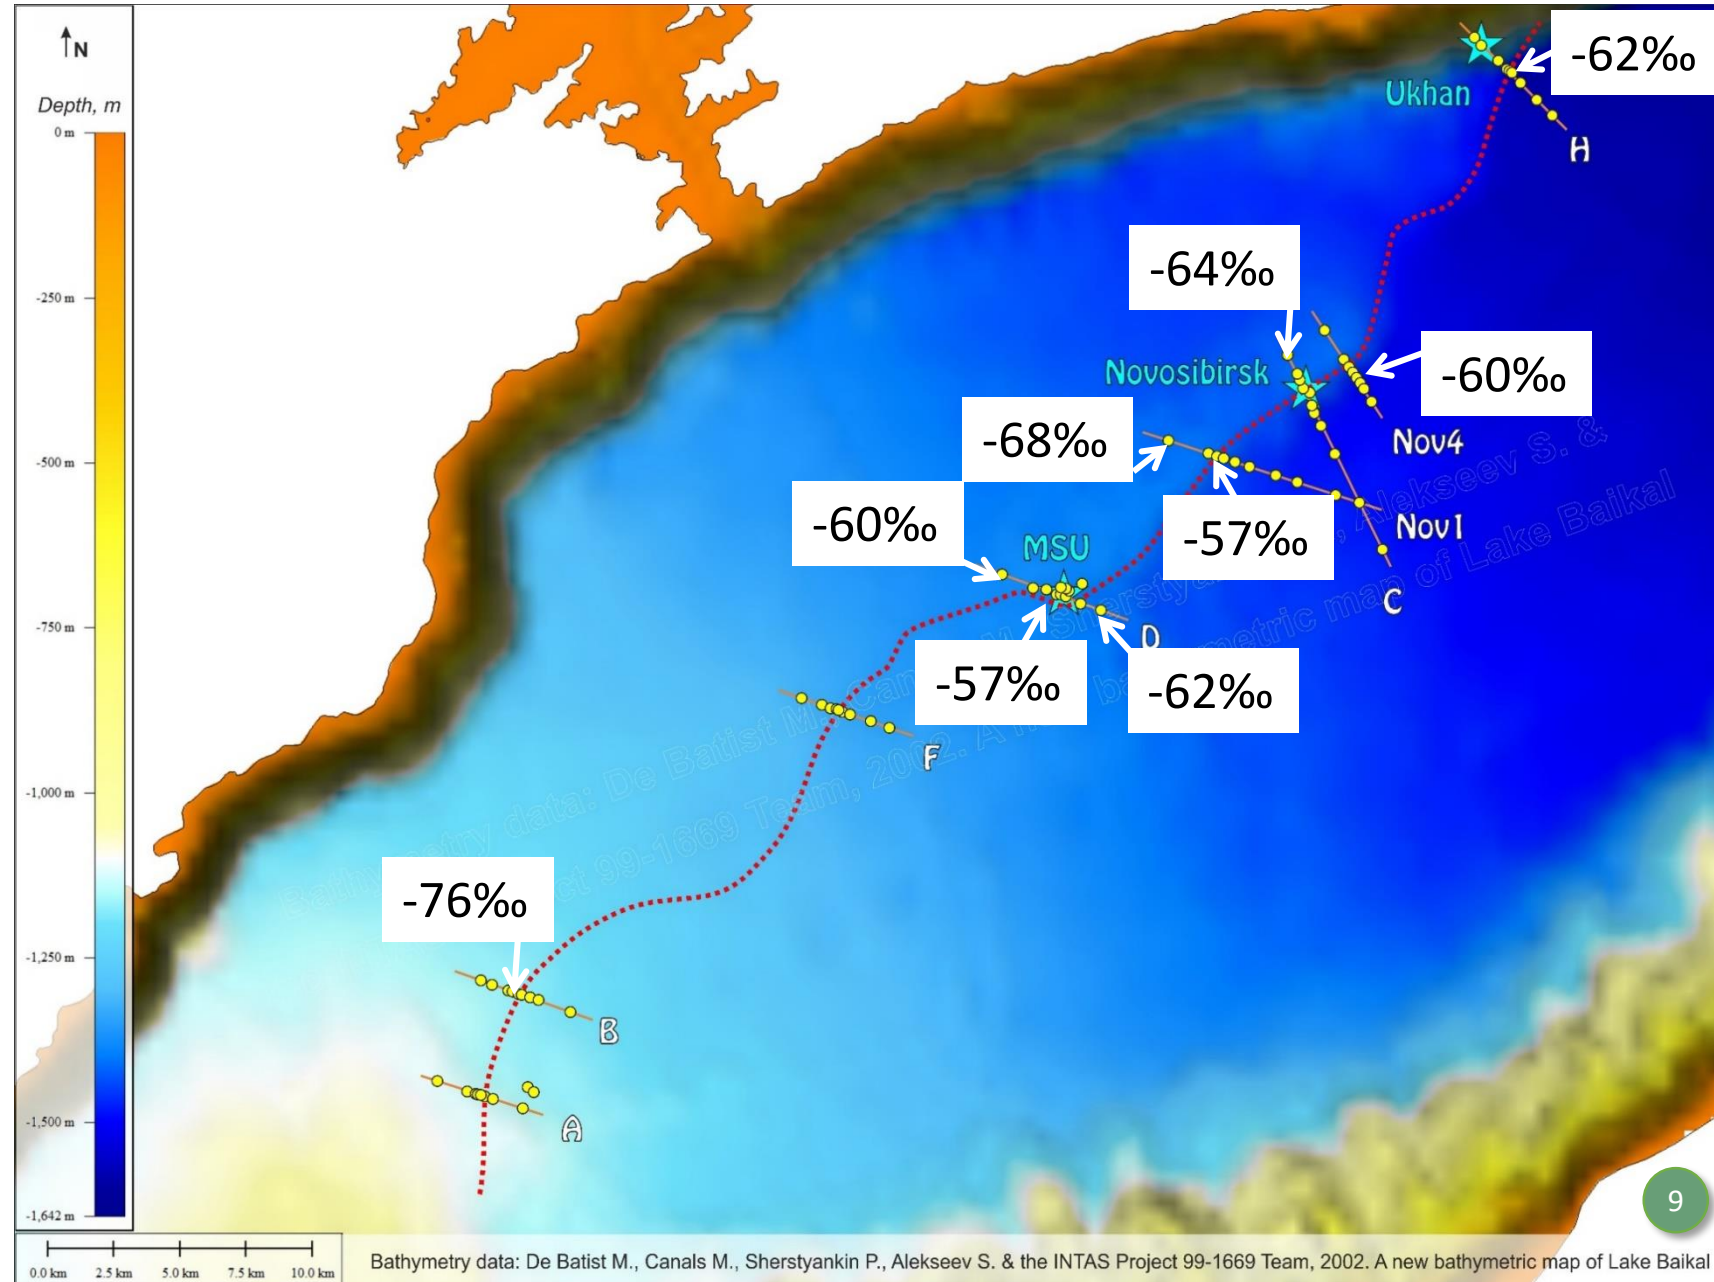 N
Depth, m
0 m
-250 m
-500 m
-750 m
-1,000 m
-1,250 m
-1,500 m
-1,642 m
0.0 km 2.5 km 5.0 km 7.5 km 10.0 km
-62‰
Ukhan
H
-64‰
Novosibirsk
-60‰
Nov4
-68‰
-57‰
Nov1
C
-60‰
MSU
D
-57‰
-62‰
F
-76‰
B
A
9
Bathymetry data: De Batist M., Canals M., Sherstyankin P., Alekseev S. & the INTAS Project 99-1669 Team, 2002. A new bathymetric map of Lake Baikal